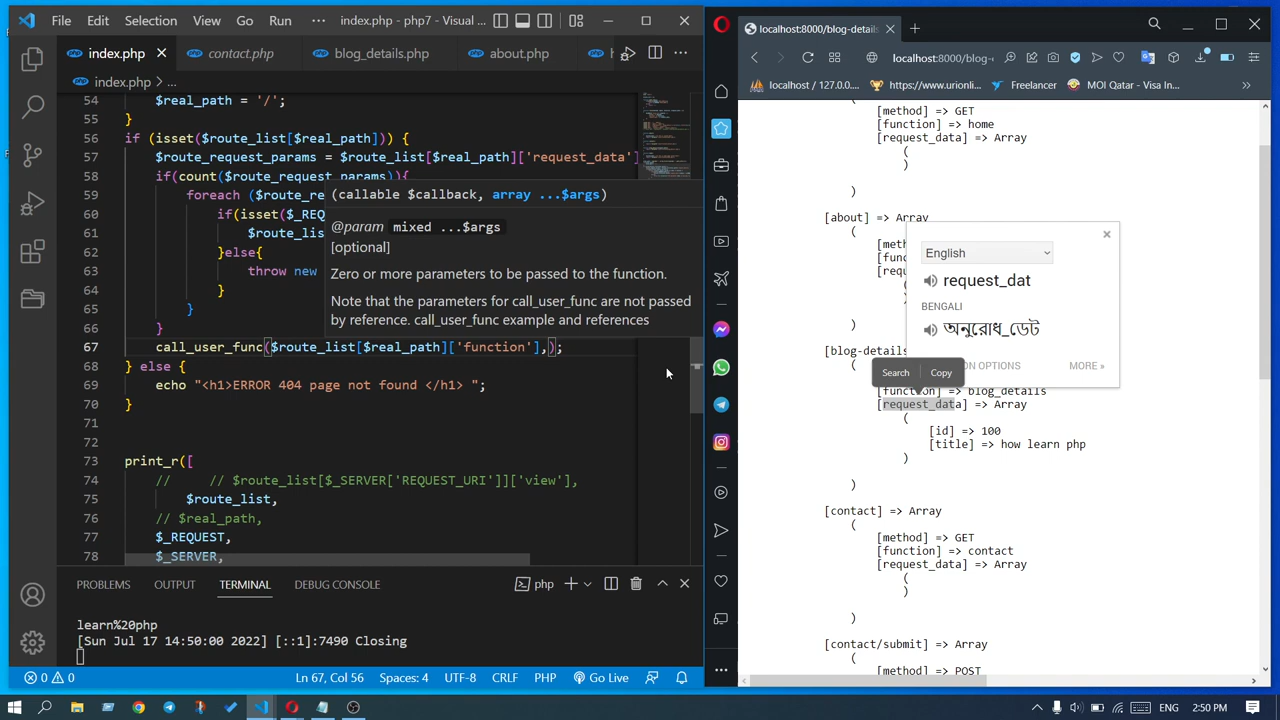 File Edit Selection View Go Run ··· index.php - php7 - Visual ...
index.php contact.php blog_details.php about.php
index.php > ...
54 $real_path = '/';
55 }
56 if (isset($route_list[$real_path])) {
57 $route_request_params = $route_list[$real_path]['request_data']
58 if(count($route_request_params
59 foreach ($route_re
60 if(isset($_REQ
61 $route_lis
62 }else{
63 throw new
64 }
65 }
66 }
67 call_user_func($route_list[$real_path]['function'],);
68 } else {
69 echo "<h1>ERROR 404 page not found </h1> ";
70 }
71
72
73 print_r([
74 // // $route_list[$_SERVER['REQUEST_URI']]['view'],
75 $route_list,
76 // $real_path,
77 $_REQUEST,
78 $_SERVER,
(callable $callback, array ...$args)
@param mixed ...$args
[optional]
Zero or more parameters to be passed to the function.
Note that the parameters for call_user_func are not passed
by reference. call_user_func example and references
PROBLEMS OUTPUT TERMINAL DEBUG CONSOLE
php
learn%20php
[Sun Jul 17 14:50:00 2022] [::1]:7490 Closing
0 0 Ln 67, Col 56 Spaces: 4 UTF-8 CRLF PHP Go Live
localhost:8000/blog-details
localhost:8000/blog-
localhost / 127.0.0.... https://www.urionli... Freelancer MOI Qatar - Visa In...
(
[method] => GET
[function] => home
[request_data] => Array
(
)
)
[about] => Array
(
[meth
[func
[requ
(
)
)
[blog-details
(
[function] => blog_details
[request_data] => Array
(
[id] => 100
[title] => how learn php
)
)
[contact] => Array
(
[method] => GET
[function] => contact
[request_data] => Array
(
)
)
[contact/submit] => Array
(
[method] => POST
English
request_dat
BENGALI
অনুরোধ_ডেট
ON OPTIONS MORE »
Search Copy
ENG 2:50 PM